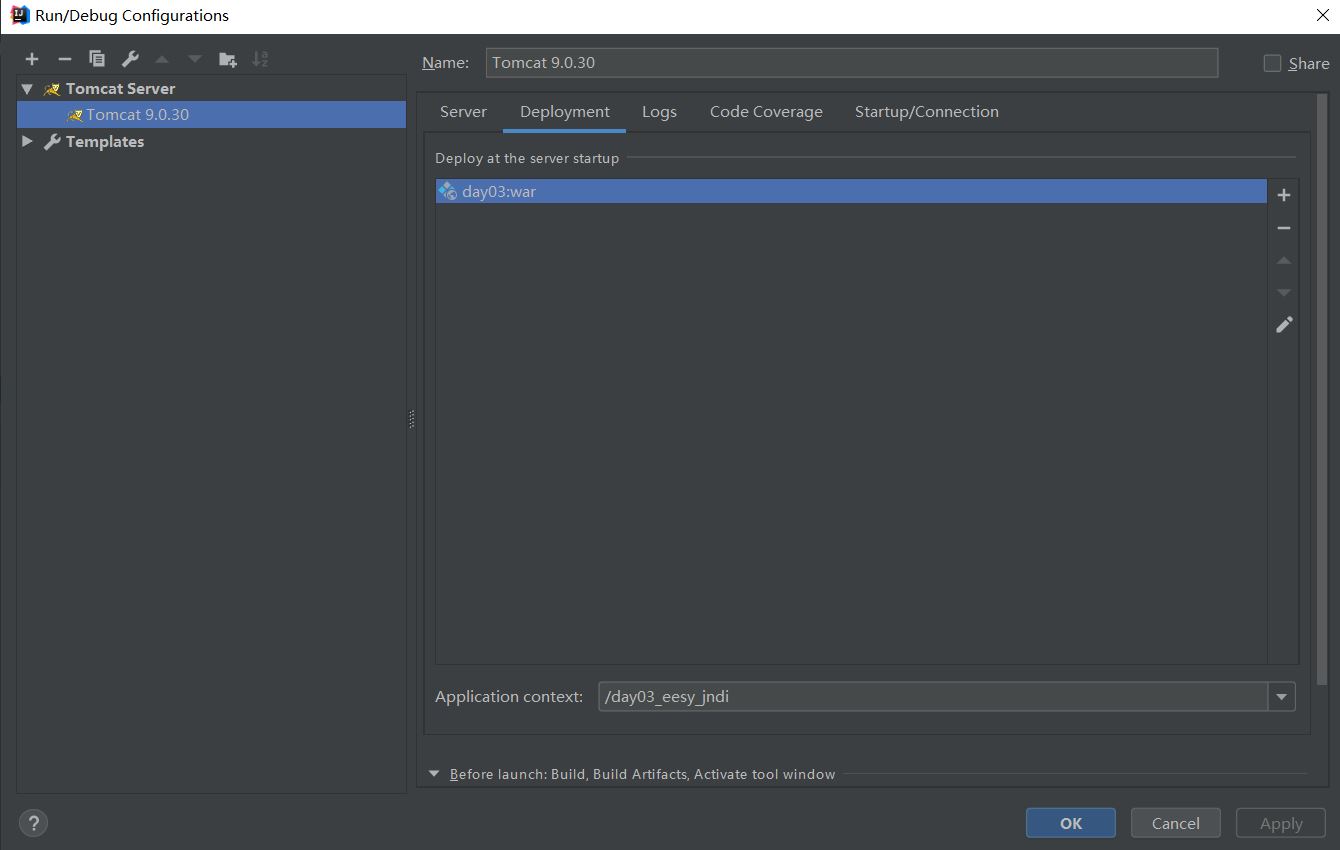 Run/Debug Configurations
Name: Tomcat 9.0.30
Share
Tomcat Server
Tomcat 9.0.30
Templates
Server Deployment Logs Code Coverage Startup/Connection
Deploy at the server startup
day03:war
Application context: /day03_eesy_jndi
Before launch: Build, Build Artifacts, Activate tool window
?
OK Cancel Apply